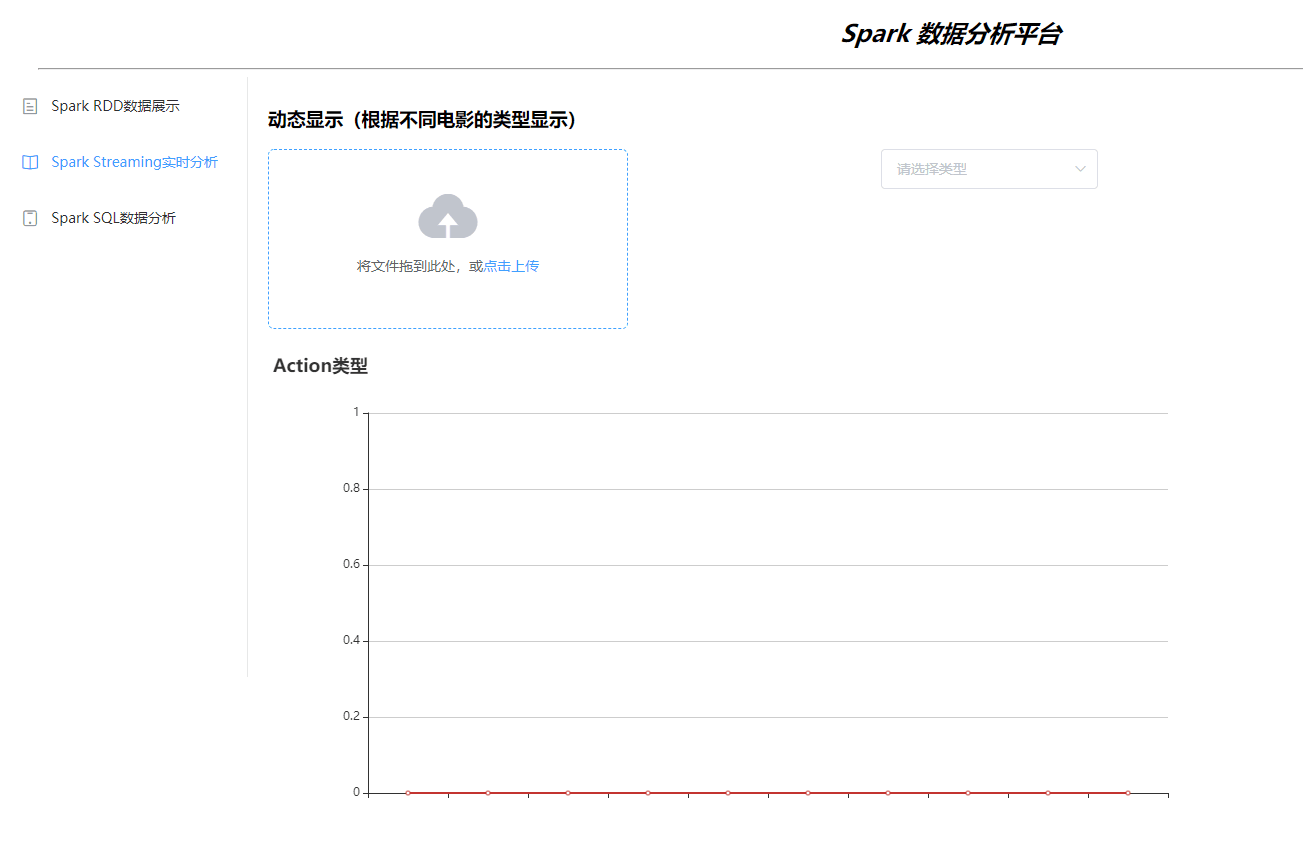 Spark 数据分析平台
Spark RDD数据展示
Spark Streaming实时分析
Spark SQL数据分析
动态显示（根据不同电影的类型显示）
请选择类型
将文件拖到此处，或点击上传
Action类型
1
0.8
0.6
0.4
0.2
0